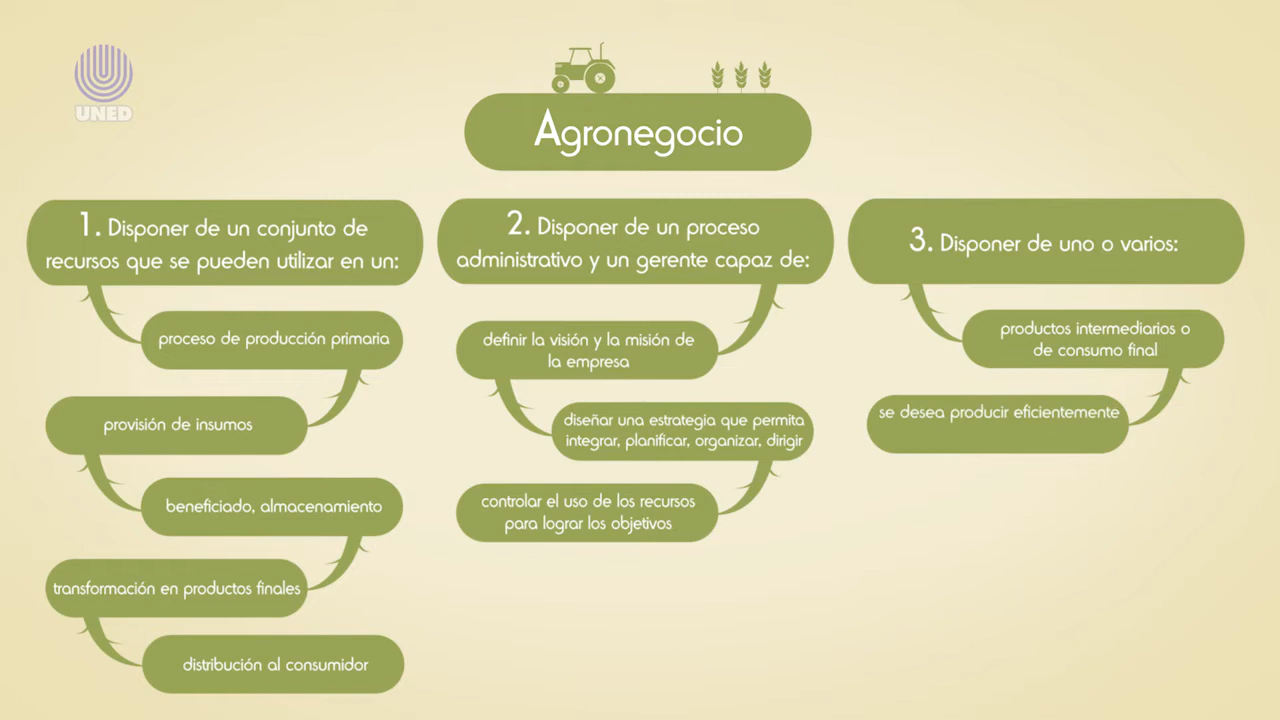 UNED
Agronegocio
1. Disponer de un conjunto de
recursos que se pueden utilizar en un:
proceso de producción primaria
provisión de insumos
beneficiado, almacenamiento
transformación en productos finales
distribución al consumidor
2. Disponer de un proceso
administrativo y un gerente capaz de:
definir la visión y la misión de
la empresa
diseñar una estrategia que permita
integrar, planificar, organizar, dirigir
controlar el uso de los recursos
para lograr los objetivos
3. Disponer de uno o varios:
productos intermediarios o
de consumo final
se desea producir eficientemente